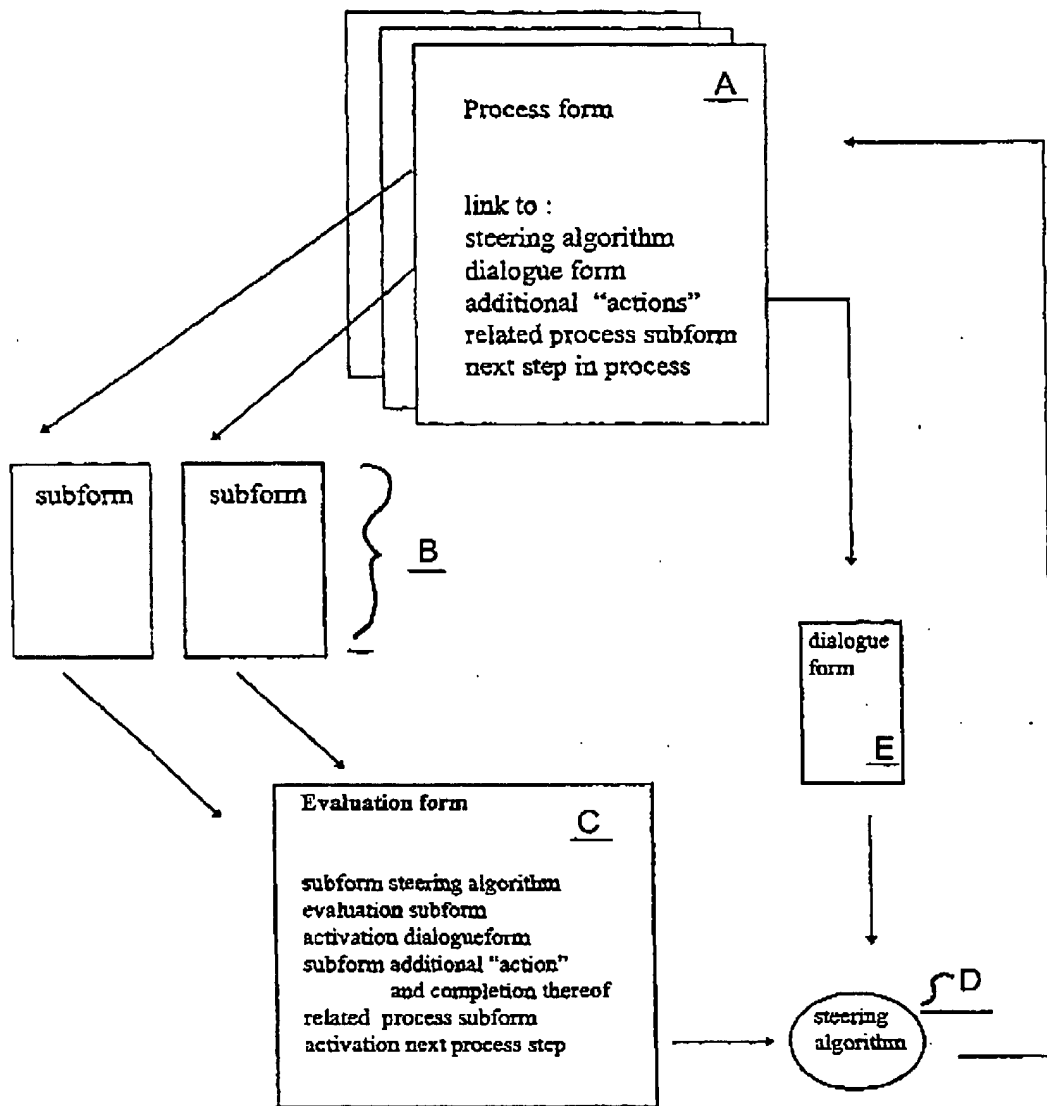 A
Process form
link to :
steering algorithm
dialogue form
additional “actions”
related process subform
next step in process
subform
subform
B
dialogue
form
E
Evaluation form
C
subform steering algorithm
evaluation subform
activation dialogueform
subform additional “action”
and completion thereof
related process subform
activation next process step
D
steering
algorithm